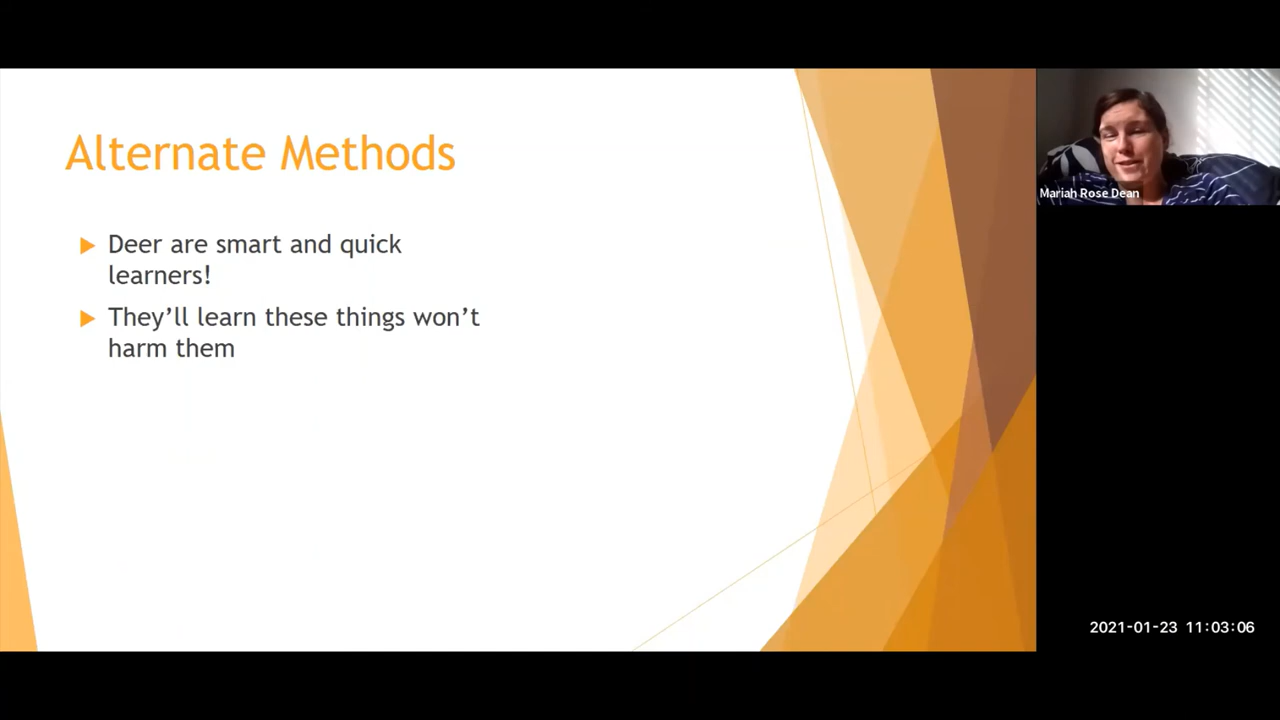 Alternate Methods
Deer are smart and quick
learners!
They’ll learn these things won’t
harm them
Mariah Rose Dean
2021-01-23 11:03:06